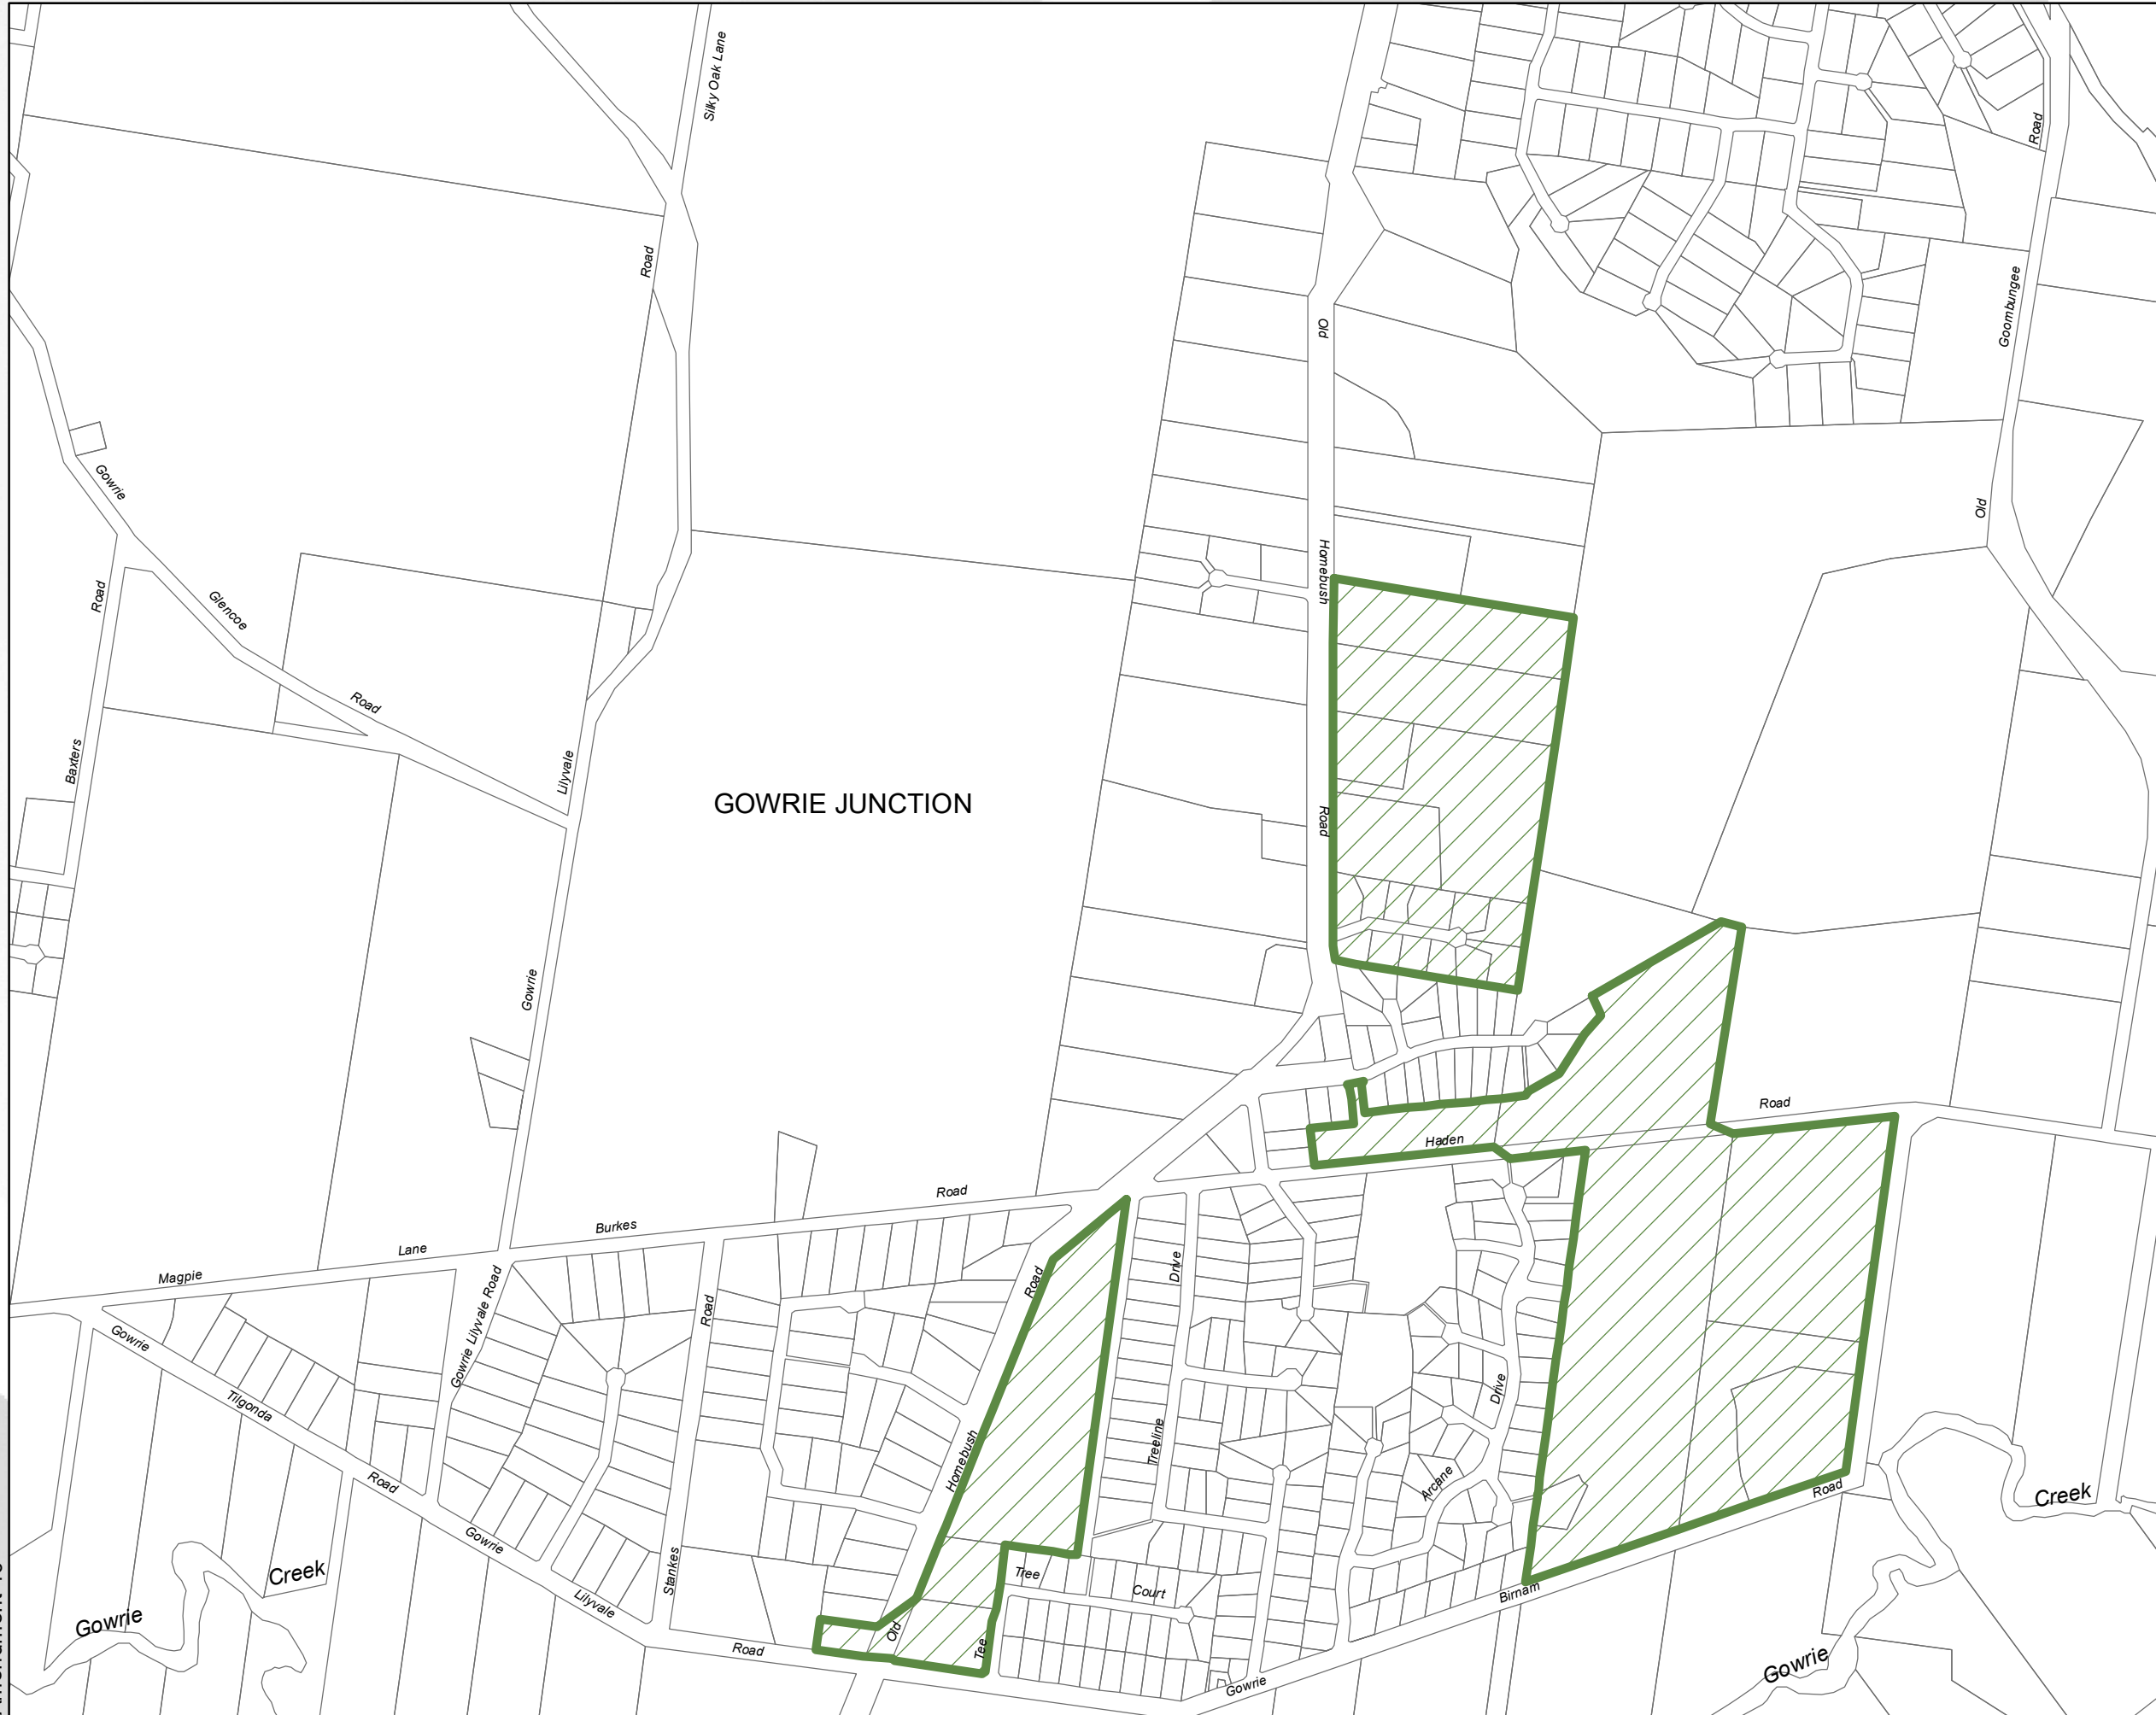 Silky Oak Lane
Road
Road
Goombungee
Old
Old
Gowrie
Homebush
Road
Glencoe
Road
Baxters
Lilyvale
GOWRIE JUNCTION
Road
Gowrie
Road
Haden
Road
Burkes
Lane
Magpie
Drive
Road
Gowrie Lilyvale Road
Road
Gowrie
Tilgonda
Drive
Treeline
Homebush
Arcane
Road
Road
Creek
Gowrie
Stankes
Creek
Tree
Court
Birnam
Lilyvale
Gowrie
Old
Tee
Road
Gowrie
Gowrie